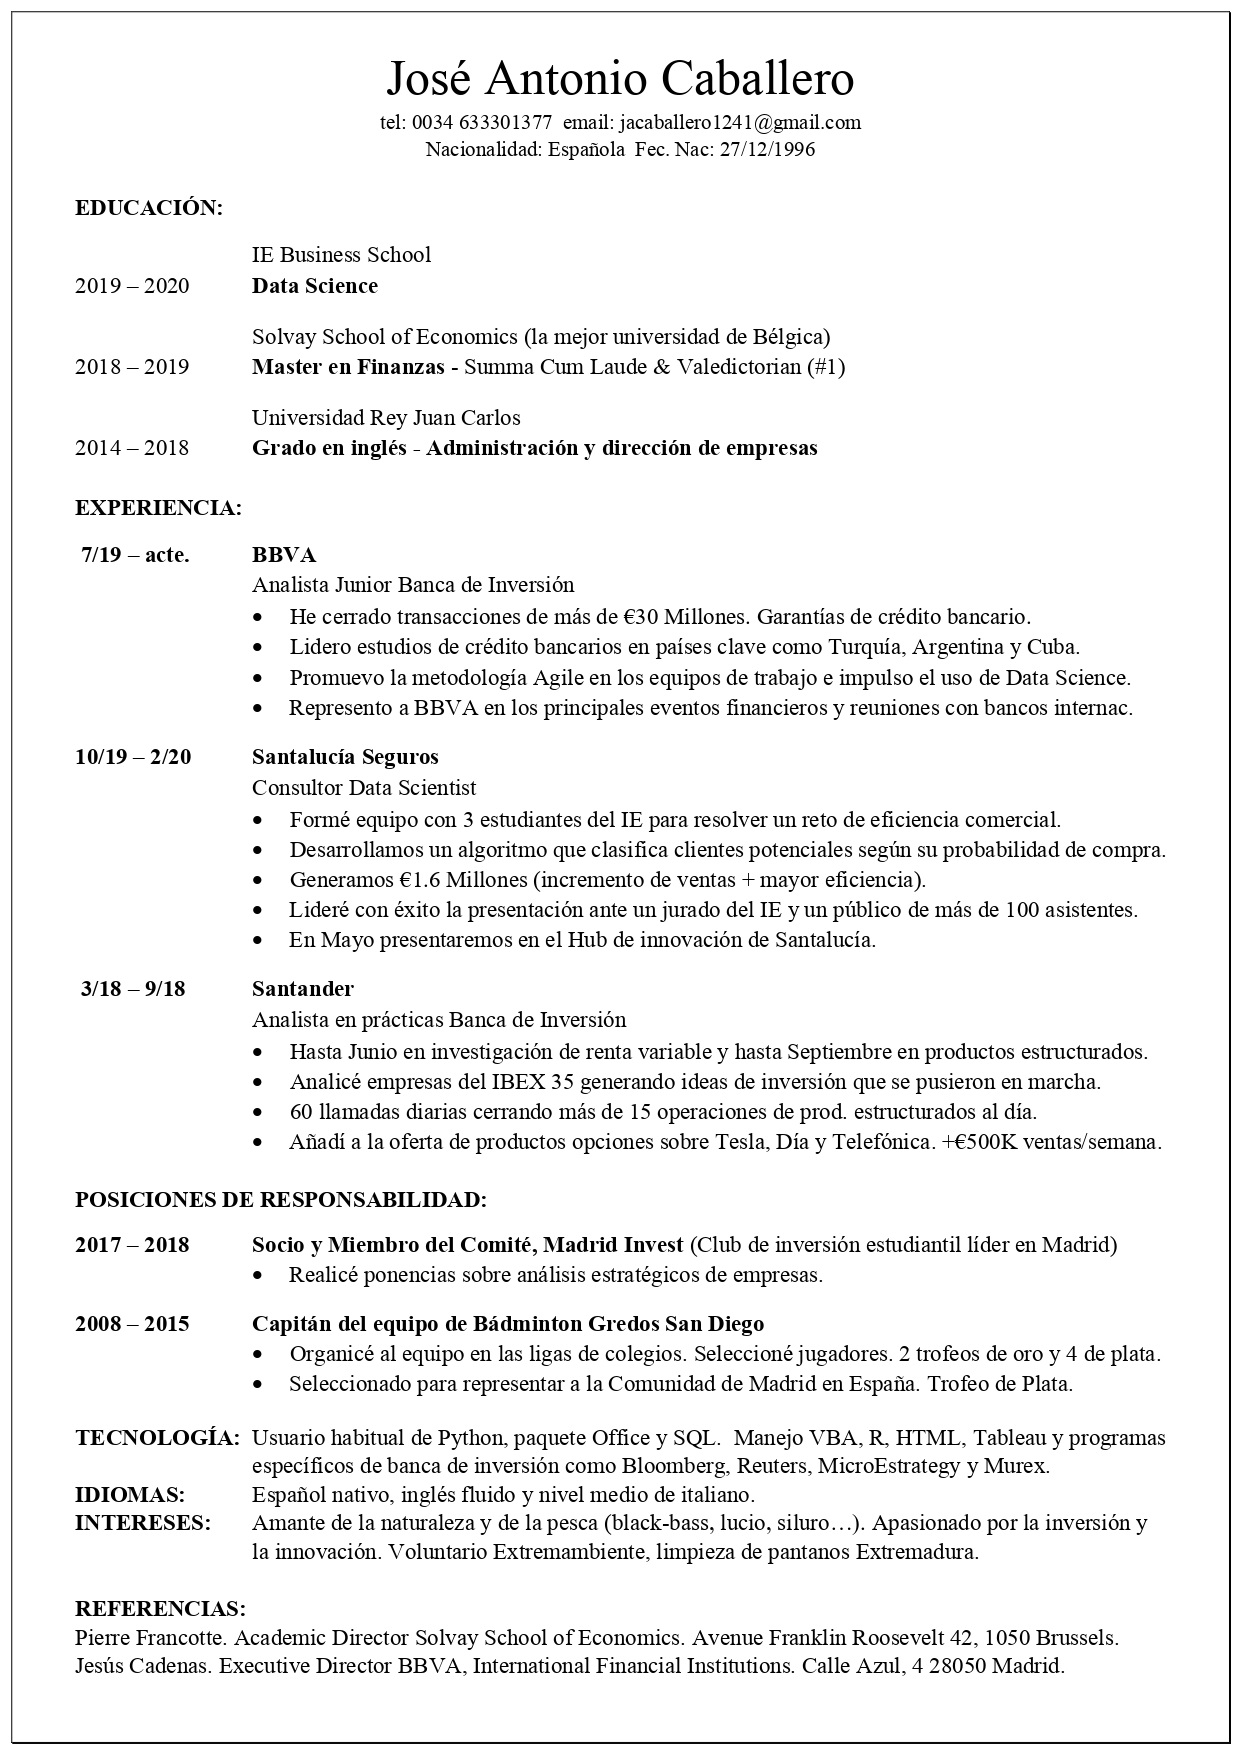 José Antonio Caballero
tel: 0034 633301377  email: jacaballero1241@gmail.com
Nacionalidad: Española  Fec. Nac: 27/12/1996
EDUCACIÓN:
IE Business School
2019 – 2020 Data Science
Solvay School of Economics (la mejor universidad de Bélgica)
2018 – 2019 Master en Finanzas - Summa Cum Laude & Valedictorian (#1)
Universidad Rey Juan Carlos
2014 – 2018 Grado en inglés - Administración y dirección de empresas
EXPERIENCIA:
7/19 – acte. BBVA
Analista Junior Banca de Inversión
• He cerrado transacciones de más de €30 Millones. Garantías de crédito bancario.
• Lidero estudios de crédito bancarios en países clave como Turquía, Argentina y Cuba.
• Promuevo la metodología Agile en los equipos de trabajo e impulso el uso de Data Science.
• Represento a BBVA en los principales eventos financieros y reuniones con bancos internac.
10/19 – 2/20 Santalucía Seguros
Consultor Data Scientist
• Formé equipo con 3 estudiantes del IE para resolver un reto de eficiencia comercial.
• Desarrollamos un algoritmo que clasifica clientes potenciales según su probabilidad de compra.
• Generamos €1.6 Millones (incremento de ventas + mayor eficiencia).
• Lideré con éxito la presentación ante un jurado del IE y un público de más de 100 asistentes.
• En Mayo presentaremos en el Hub de innovación de Santalucía.
3/18 – 9/18 Santander
Analista en prácticas Banca de Inversión
• Hasta Junio en investigación de renta variable y hasta Septiembre en productos estructurados.
• Analicé empresas del IBEX 35 generando ideas de inversión que se pusieron en marcha.
• 60 llamadas diarias cerrando más de 15 operaciones de prod. estructurados al día.
• Añadí a la oferta de productos opciones sobre Tesla, Día y Telefónica. +€500K ventas/semana.
POSICIONES DE RESPONSABILIDAD:
2017 – 2018 Socio y Miembro del Comité, Madrid Invest (Club de inversión estudiantil líder en Madrid)
• Realicé ponencias sobre análisis estratégicos de empresas.
2008 – 2015 Capitán del equipo de Bádminton Gredos San Diego
• Organicé al equipo en las ligas de colegios. Seleccioné jugadores. 2 trofeos de oro y 4 de plata.
• Seleccionado para representar a la Comunidad de Madrid en España. Trofeo de Plata.
TECNOLOGÍA: Usuario habitual de Python, paquete Office y SQL.  Manejo VBA, R, HTML, Tableau y programas
específicos de banca de inversión como Bloomberg, Reuters, MicroEstrategy y Murex.
IDIOMAS: Español nativo, inglés fluido y nivel medio de italiano.
INTERESES: Amante de la naturaleza y de la pesca (black-bass, lucio, siluro…). Apasionado por la inversión y
la innovación. Voluntario Extremambiente, limpieza de pantanos Extremadura.
REFERENCIAS:
Pierre Francotte. Academic Director Solvay School of Economics. Avenue Franklin Roosevelt 42, 1050 Brussels.
Jesús Cadenas. Executive Director BBVA, International Financial Institutions. Calle Azul, 4 28050 Madrid.